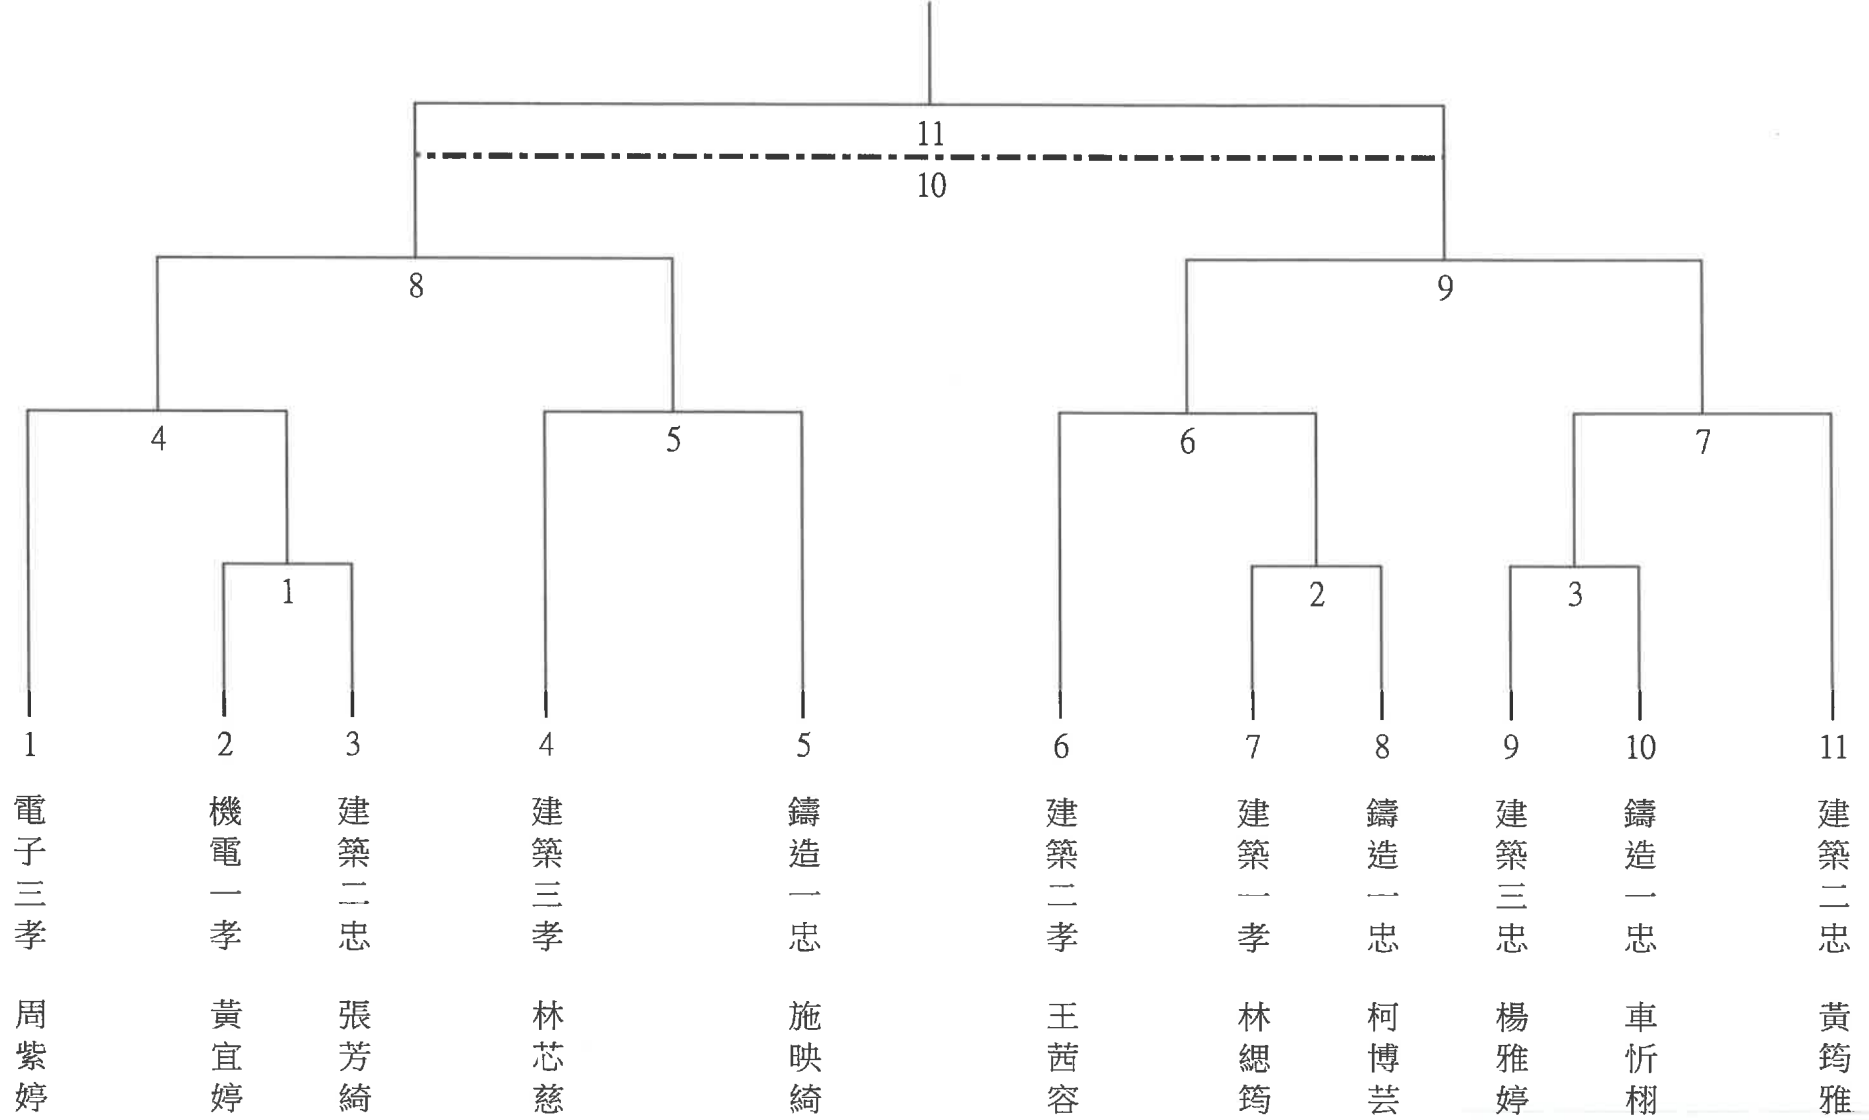 11
10
8
9
4
5
6
7
1
2
3
1
2
3
4
5
6
7
8
9
10
11
電子三孝 周紫婷
機電一孝 黃宜婷
建築二忠 張芳綺
建築三孝 林芯慈
鑄造一忠 施映綺
建築二孝 王茜容
建築一孝 林緦筠
鑄造一忠 柯博芸
建築三忠 楊雅婷
鑄造一忠 車忻栩
建築二忠 黃筠雅